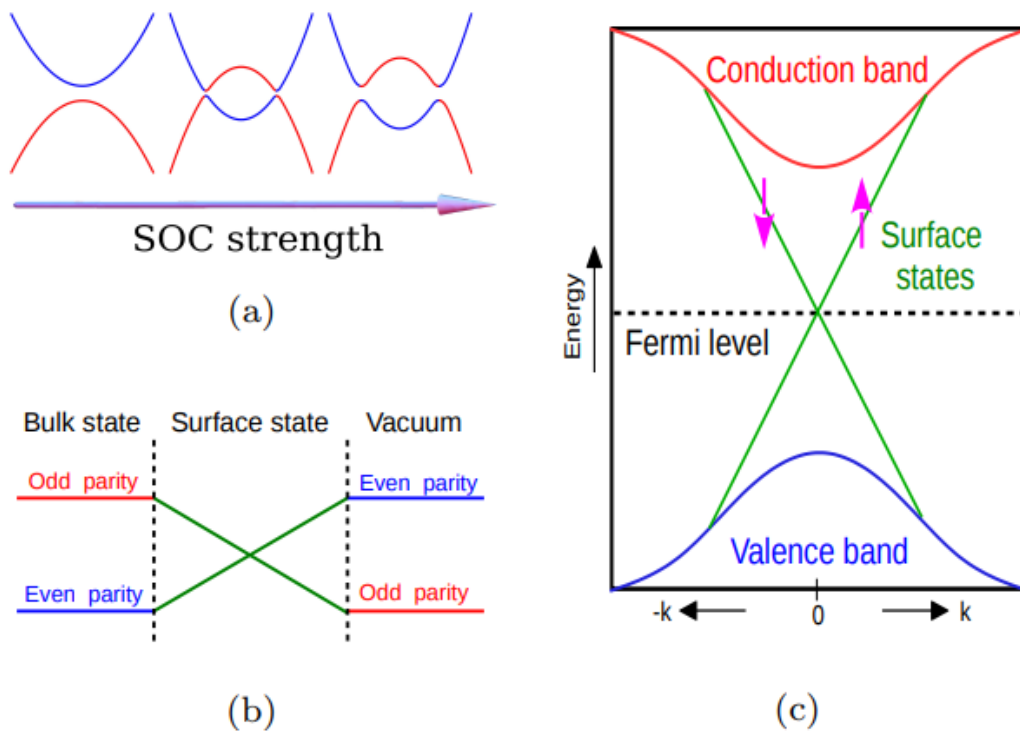 SOC strength
(a)
Bulk state Surface state Vacuum
Odd parity Even parity
Even parity Odd parity
(b)
Conduction band
Surface
states
Energy
Fermi level
Valence band
-k 0 k
(c)